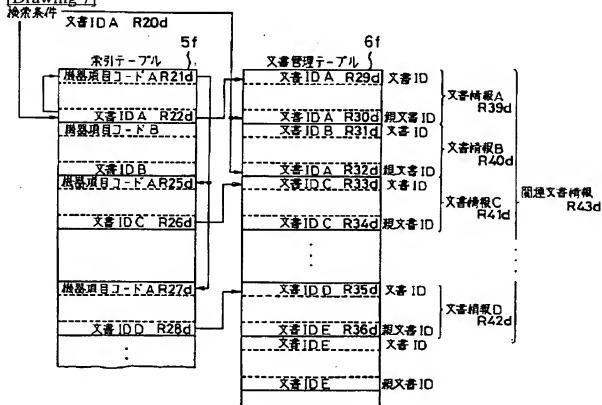 [Drawing 7]
検索条件
文書ID A R20d
5f
6f
索引テーブル
文書管理テーブル
機器項目コードA R21d
文書ID A R29d 文書ID
文書ID A R22d
文書ID A R30d 親文書ID
文書情報A
R39d
機器項目コードB
文書ID B R31d 文書ID
文書ID B
文書ID A R32d 親文書ID
文書情報B
R40d
機器項目コードA R25d
文書ID C R33d 文書ID
文書ID C R26d
文書ID C R34d 親文書ID
文書情報C
R41d
関連文書情報
R43d
機器項目コードA R27d
文書ID D R35d 文書ID
文書ID D R28d
文書ID E R36d 親文書ID
文書情報D
R42d
文書ID E 文書ID
文書ID E 親文書ID